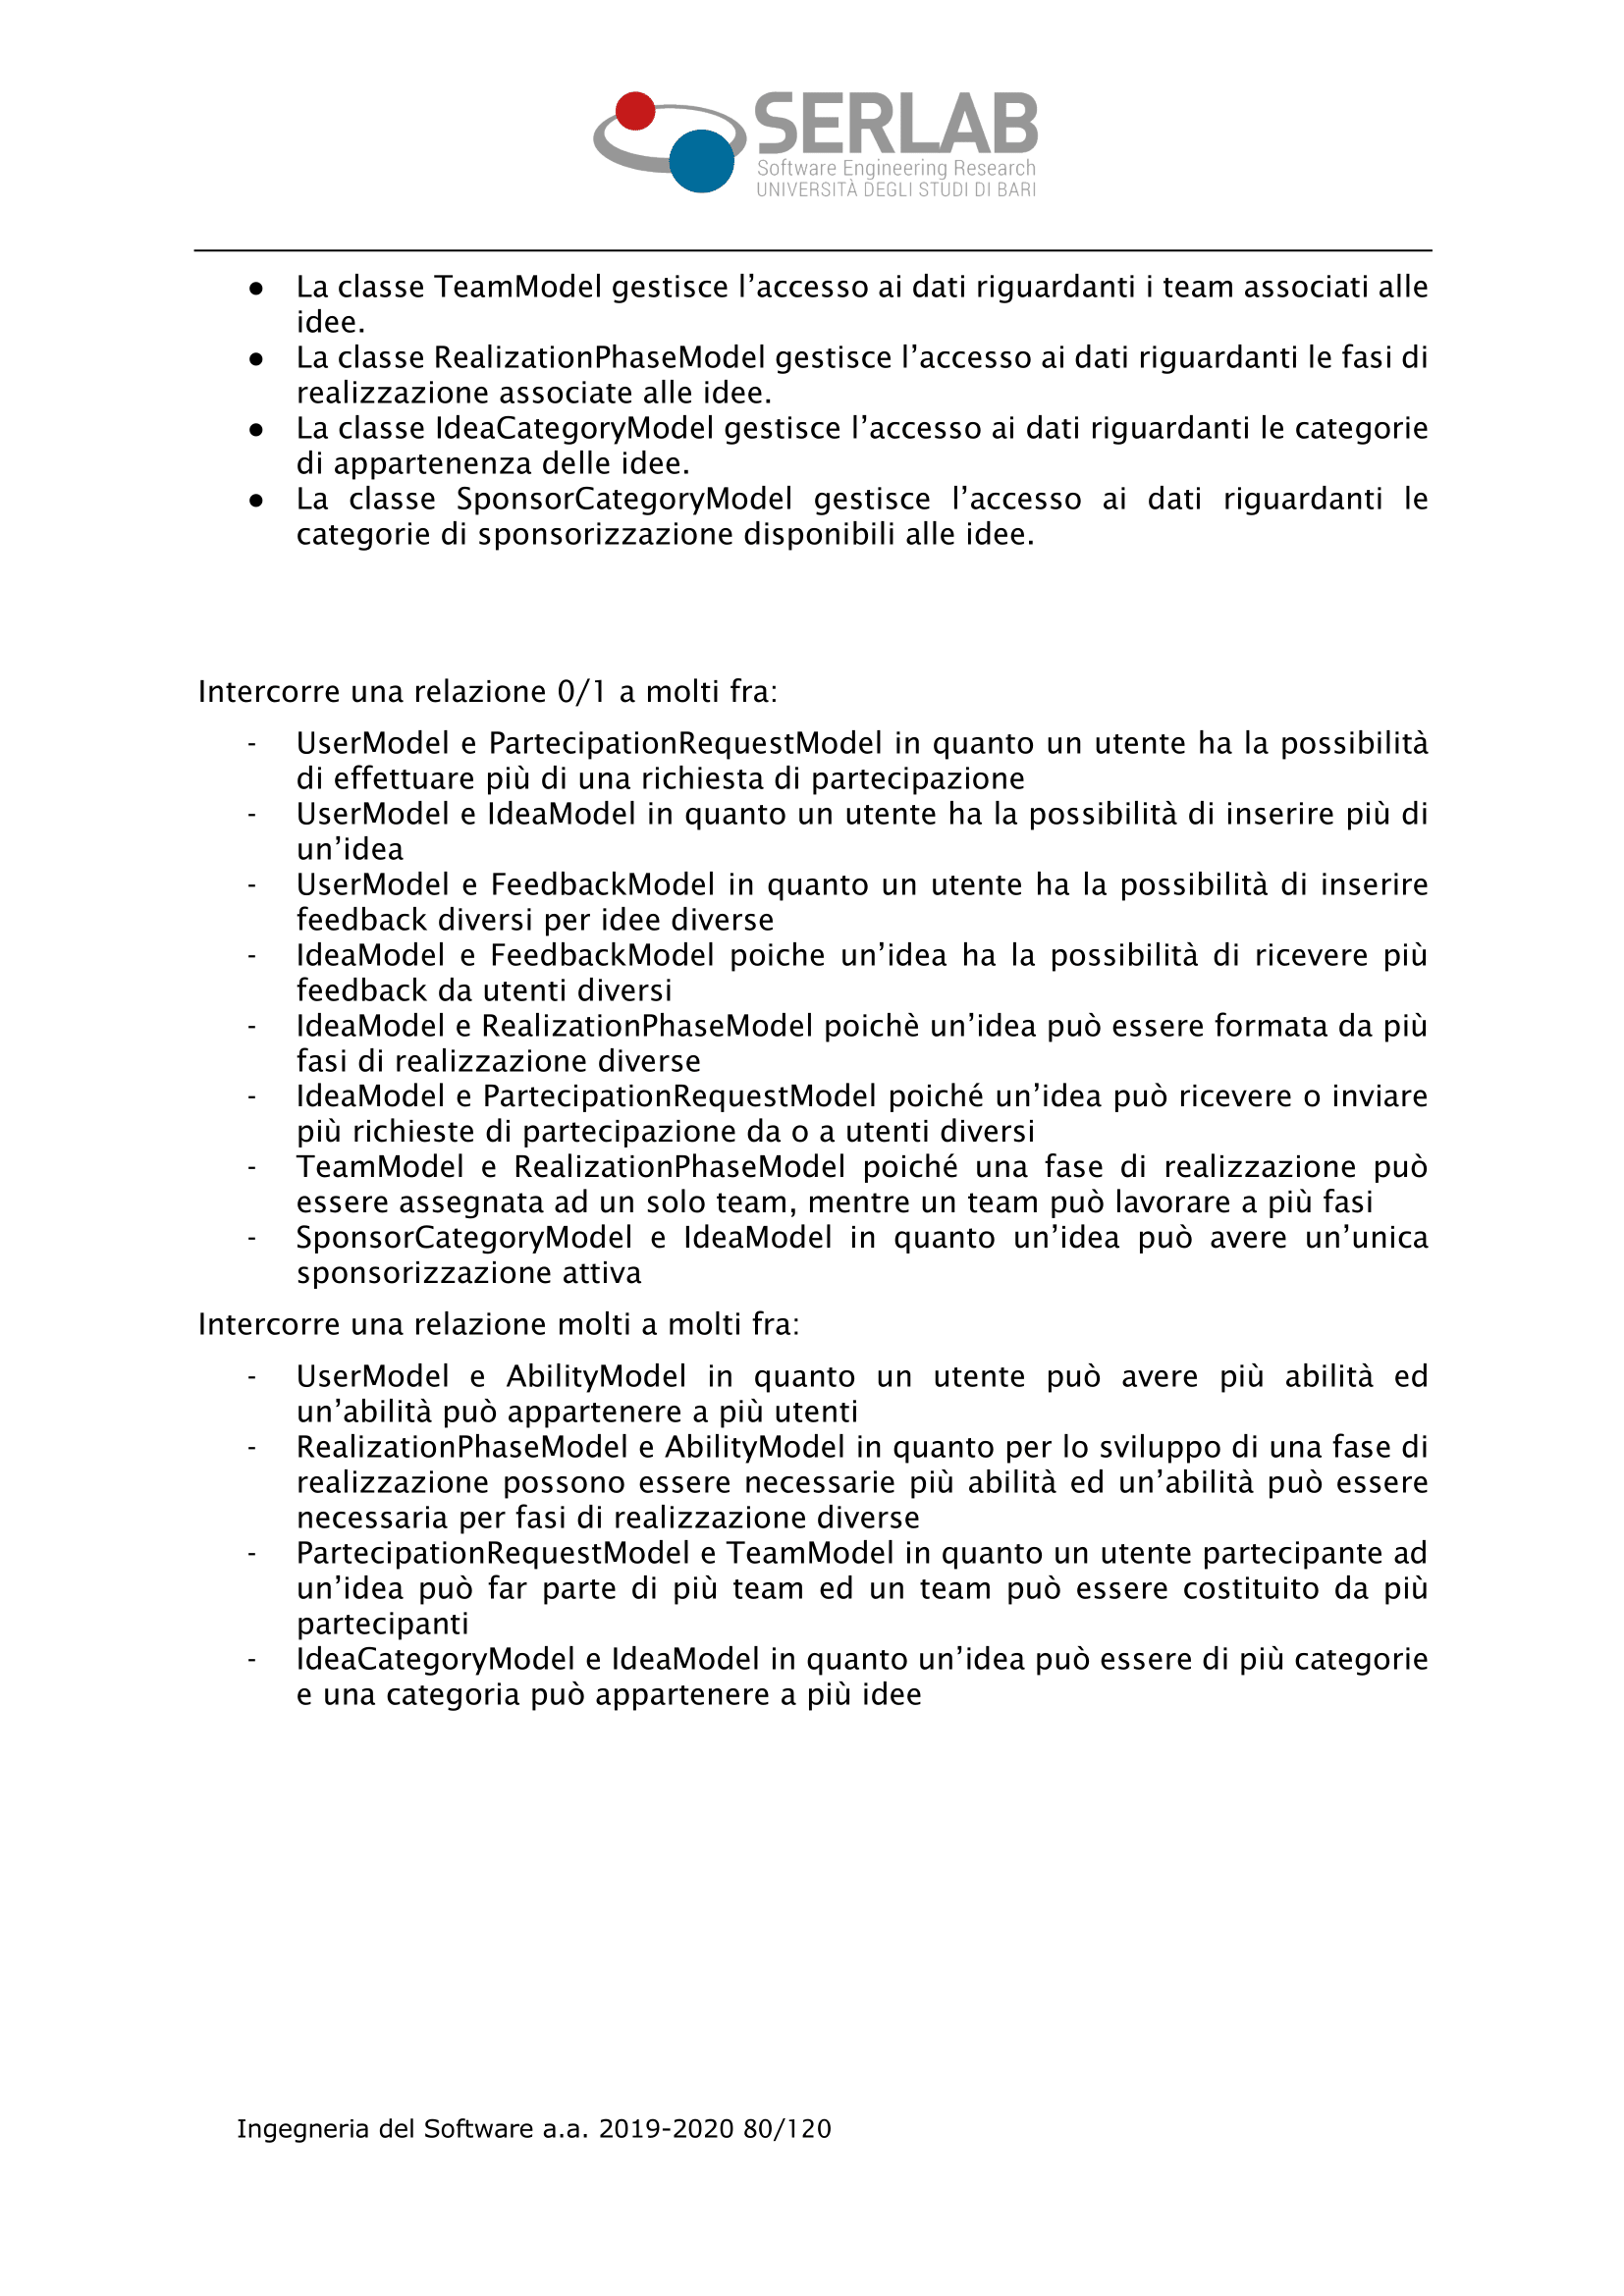 SERLAB
Software Engineering Research
UNIVERSITÀ DEGLI STUDI DI BARI
● La classe TeamModel gestisce l’accesso ai dati riguardanti i team associati alle
idee.
● La classe RealizationPhaseModel gestisce l’accesso ai dati riguardanti le fasi di
realizzazione associate alle idee.
● La classe IdeaCategoryModel gestisce l’accesso ai dati riguardanti le categorie
di appartenenza delle idee.
● La classe SponsorCategoryModel gestisce l’accesso ai dati riguardanti le
categorie di sponsorizzazione disponibili alle idee.
Intercorre una relazione 0/1 a molti fra:
- UserModel e PartecipationRequestModel in quanto un utente ha la possibilità
di effettuare più di una richiesta di partecipazione
- UserModel e IdeaModel in quanto un utente ha la possibilità di inserire più di
un’idea
- UserModel e FeedbackModel in quanto un utente ha la possibilità di inserire
feedback diversi per idee diverse
- IdeaModel e FeedbackModel poiche un’idea ha la possibilità di ricevere più
feedback da utenti diversi
- IdeaModel e RealizationPhaseModel poichè un’idea può essere formata da più
fasi di realizzazione diverse
- IdeaModel e PartecipationRequestModel poiché un’idea può ricevere o inviare
più richieste di partecipazione da o a utenti diversi
- TeamModel e RealizationPhaseModel poiché una fase di realizzazione può
essere assegnata ad un solo team, mentre un team può lavorare a più fasi
- SponsorCategoryModel e IdeaModel in quanto un’idea può avere un’unica
sponsorizzazione attiva
Intercorre una relazione molti a molti fra:
- UserModel e AbilityModel in quanto un utente può avere più abilità ed
un’abilità può appartenere a più utenti
- RealizationPhaseModel e AbilityModel in quanto per lo sviluppo di una fase di
realizzazione possono essere necessarie più abilità ed un’abilità può essere
necessaria per fasi di realizzazione diverse
- PartecipationRequestModel e TeamModel in quanto un utente partecipante ad
un’idea può far parte di più team ed un team può essere costituito da più
partecipanti
- IdeaCategoryModel e IdeaModel in quanto un’idea può essere di più categorie
e una categoria può appartenere a più idee
Ingegneria del Software a.a. 2019-2020 80/120